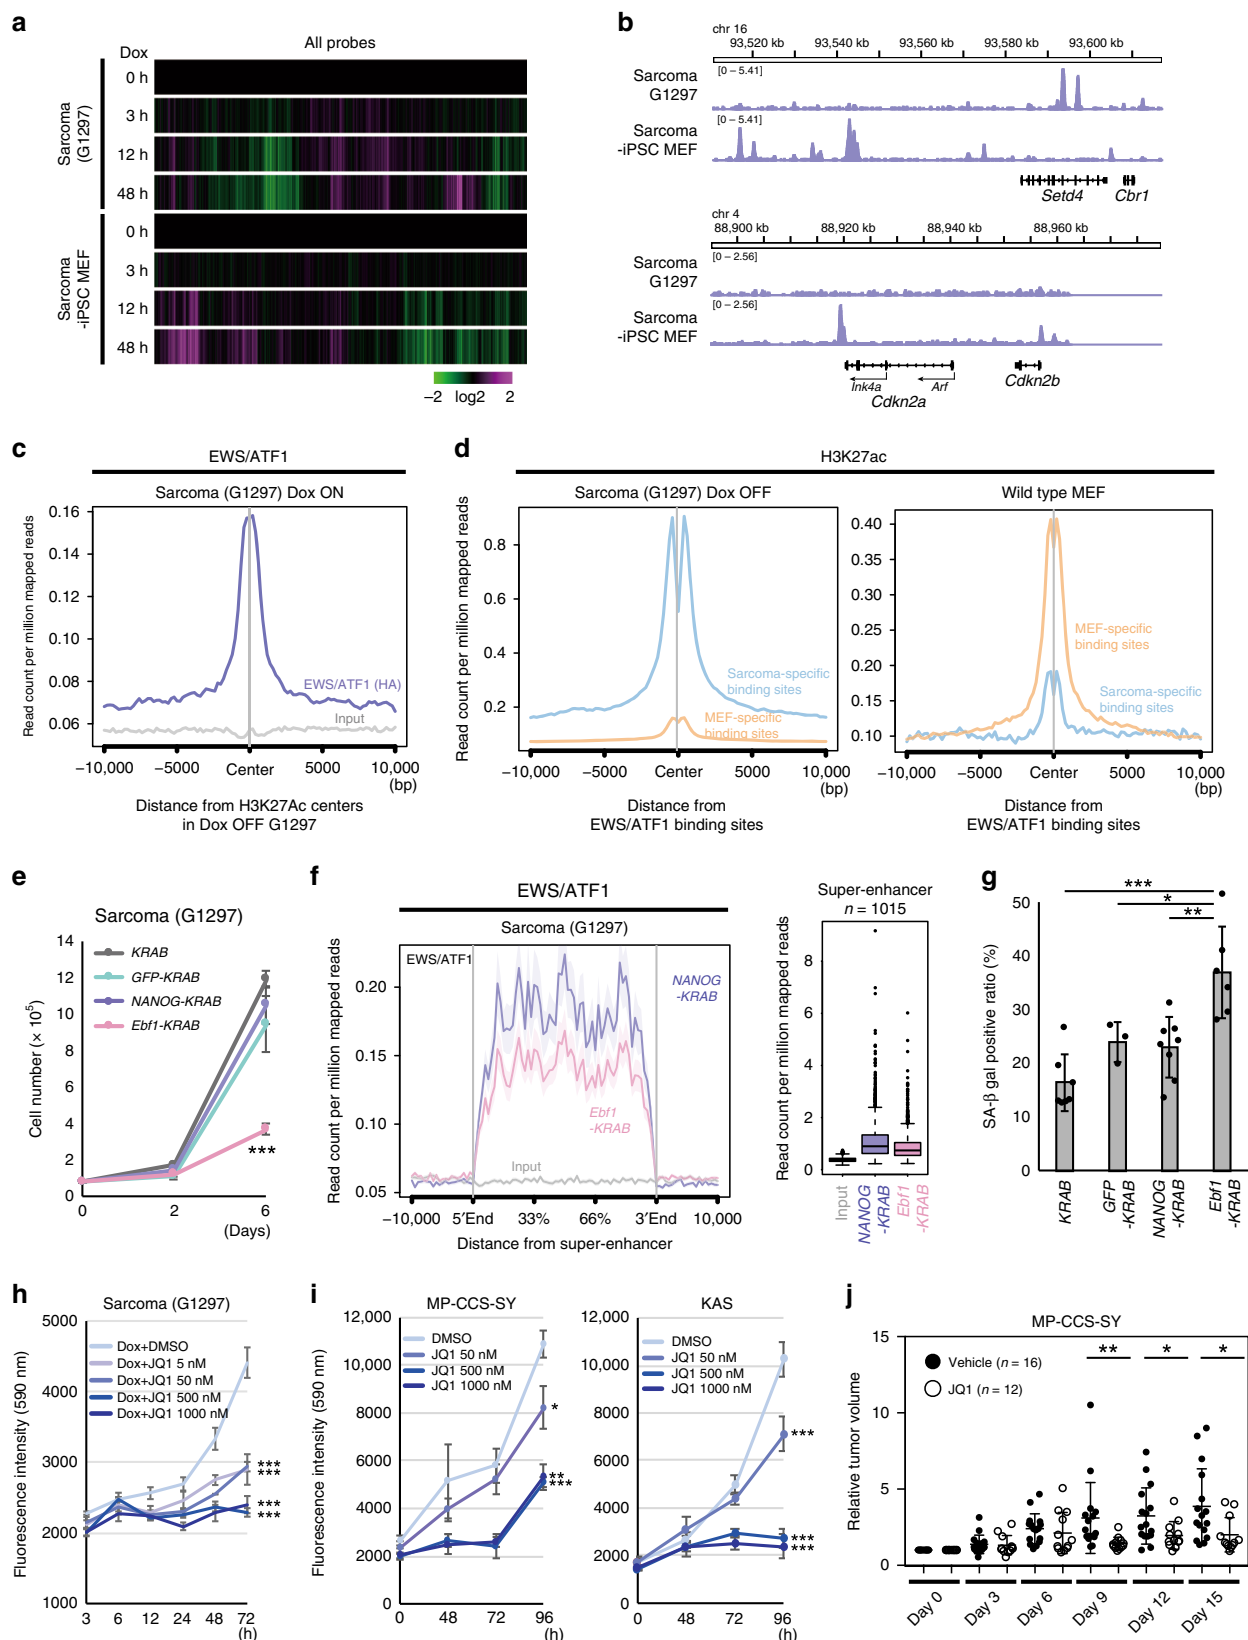 a
All probes
Dox
Sarcoma
(G1297)
0 h
3 h
12 h
48 h
Sarcoma
-iPSC MEF
0 h
3 h
12 h
48 h
−2 log2 2
b
chr 16
93,520 kb 93,540 kb 93,560 kb 93,580 kb 93,600 kb
[0 – 5.41]
Sarcoma
G1297
[0 – 5.41]
Sarcoma
-iPSC MEF
Setd4 Cbr1
chr 4
88,900 kb 88,920 kb 88,940 kb 88,960 kb
[0 – 2.56]
Sarcoma
G1297
[0 – 2.56]
Sarcoma
-iPSC MEF
Ink4a Arf
Cdkn2a
Cdkn2b
c
EWS/ATF1
Sarcoma (G1297) Dox ON
Read count per million mapped reads
0.16
0.14
0.12
0.10
0.08
0.06
EWS/ATF1 (HA)
Input
−10,000 −5000 Center 5000 10,000
(bp)
Distance from H3K27Ac centers
in Dox OFF G1297
d
H3K27ac
Sarcoma (G1297) Dox OFF
Read count per million mapped reads
0.8
0.6
0.4
0.2
Sarcoma-specific
binding sites
MEF-specific
binding sites
−10,000 −5000 Center 5000 10,000
(bp)
Distance from
EWS/ATF1 binding sites
Wild type MEF
0.40
0.35
0.30
0.25
0.20
0.15
0.10
MEF-specific
binding sites
Sarcoma-specific
binding sites
−10,000 −5000 Center 5000 10,000
(bp)
Distance from
EWS/ATF1 binding sites
e
Sarcoma (G1297)
Cell number (× 10⁵)
14
12
10
8
6
4
2
0
KRAB
GFP-KRAB
NANOG-KRAB
Ebf1-KRAB
***
0 2 6
(Days)
f
EWS/ATF1
Sarcoma (G1297)
Read count per million mapped reads
EWS/ATF1
0.20
0.15
0.10
0.05
NANOG
-KRAB
Ebf1
-KRAB
Input
−10,000 5′End 33% 66% 3′End 10,000
Distance from super-enhancer
Super-enhancer
n = 1015
Read count per million mapped reads
8
6
4
2
0
Input
NANOG
-KRAB
Ebf1
-KRAB
g
SA-β gal positive ratio (%)
50
40
30
20
10
0
***
*
**
KRAB
GFP
-KRAB
NANOG
-KRAB
Ebf1
-KRAB
h
Sarcoma (G1297)
Fluorescence intensity (590 nm)
5000
4000
3000
2000
1000
Dox+DMSO
Dox+JQ1 5 nM
Dox+JQ1 50 nM
Dox+JQ1 500 nM
Dox+JQ1 1000 nM
***
***
***
***
3 6 12 24 48 72
(h)
i
MP-CCS-SY
Fluorescence intensity (590 nm)
12,000
10,000
8000
6000
4000
2000
0
DMSO
JQ1 50 nM
JQ1 500 nM
JQ1 1000 nM
*
**
***
0 48 72 96
(h)
KAS
12,000
10,000
8000
6000
4000
2000
0
DMSO
JQ1 50 nM
JQ1 500 nM
JQ1 1000 nM
***
***
***
0 48 72 96
(h)
j
MP-CCS-SY
Relative tumor volume
15
10
5
0
Vehicle (n = 16)
JQ1 (n = 12)
** * *
Day 0 Day 3 Day 6 Day 9 Day 12 Day 15